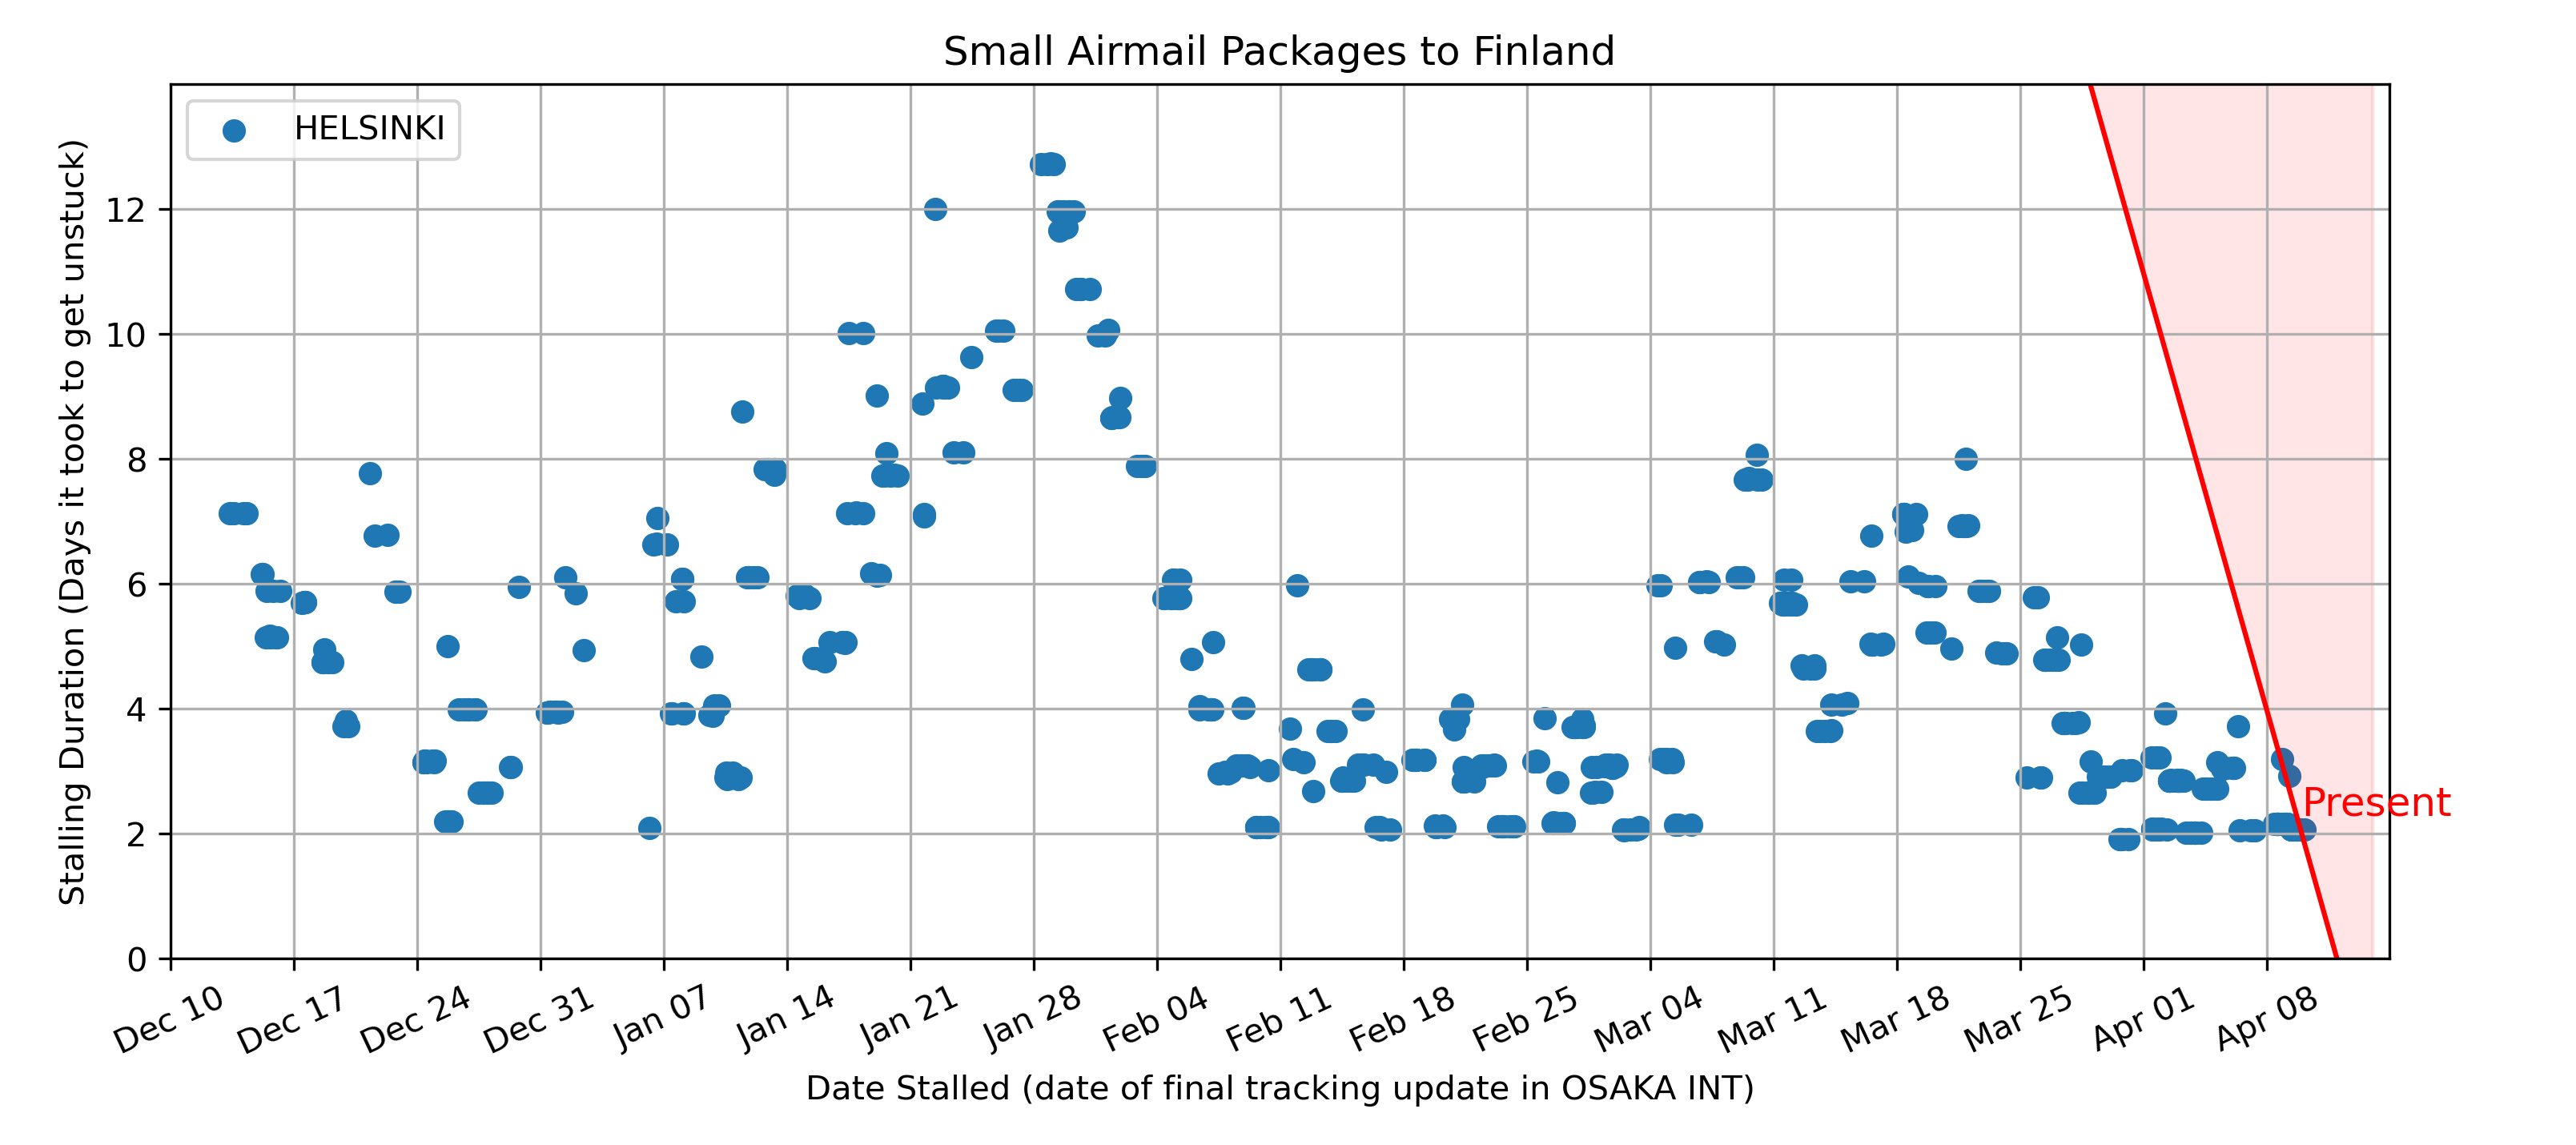 Small Airmail Packages to Finland
HELSINKI
Stalling Duration (Days it took to get unstuck)
12
10
8
6
4
2
0
Present
Dec 10
Dec 17
Dec 24
Dec 31
Jan 07
Jan 14
Jan 21
Jan 28
Feb 04
Feb 11
Feb 18
Feb 25
Mar 04
Mar 11
Mar 18
Mar 25
Apr 01
Apr 08
Date Stalled (date of final tracking update in OSAKA INT)